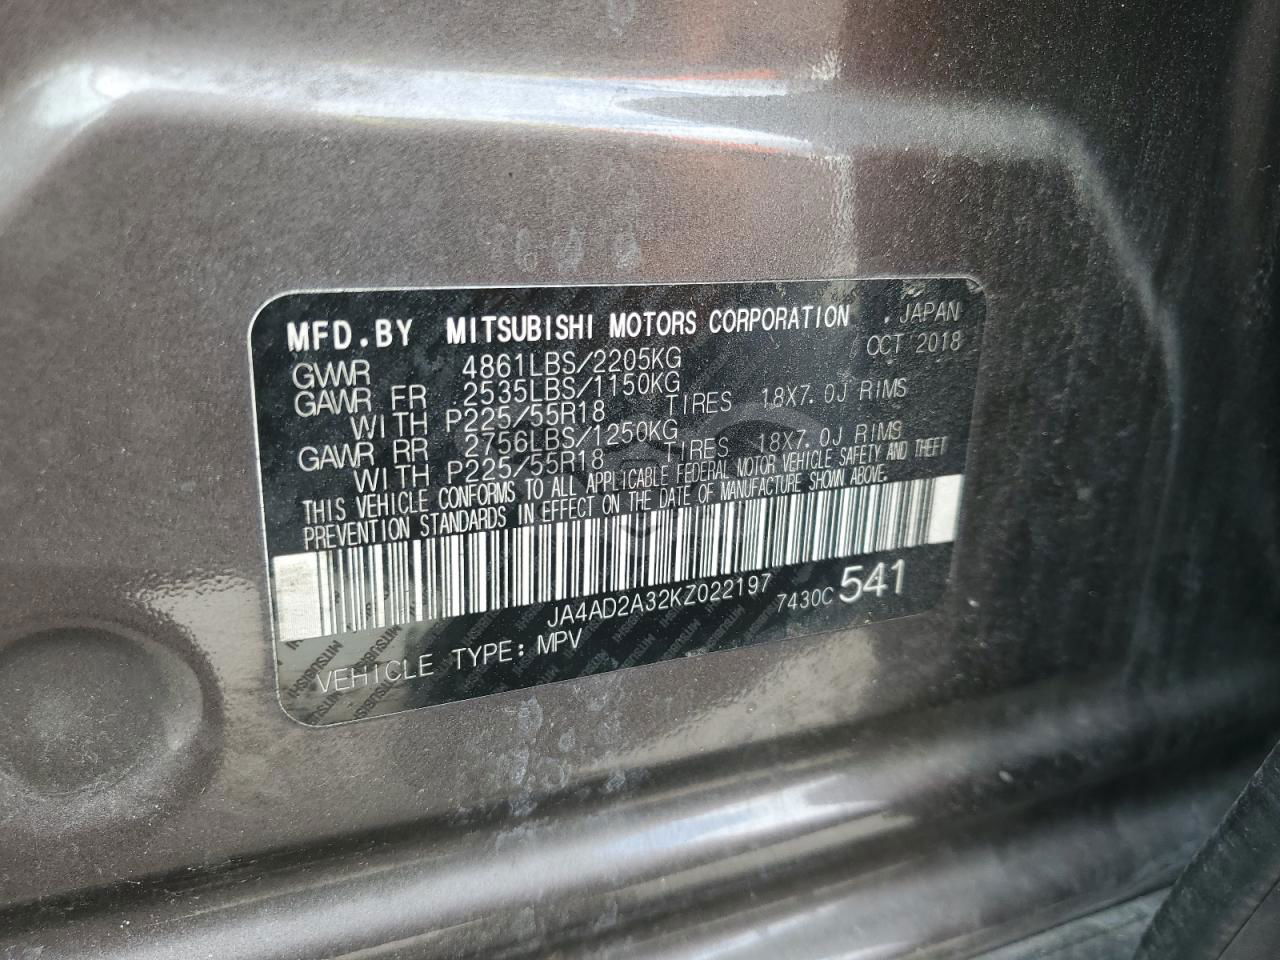 MFD.BY MITSUBISHI MOTORS CORPORATION , JAPAN
GVWR 4861LBS/2205KG OCT 2018
GAWR FR 2535LBS/1150KG
WITH P225/55R18 TIRES 18X7.0J RIMS
GAWR RR 2756LBS/1250KG
WITH P225/55R18 TIRES 18X7.0J RIMS
THIS VEHICLE CONFORMS TO ALL APPLICABLE FEDERAL MOTOR VEHICLE SAFETY AND THEFT
PREVENTION STANDARDS IN EFFECT ON THE DATE OF MANUFACTURE SHOWN ABOVE.
JA4AD2A32KZ022197 7430C 541
VEHICLE TYPE: MPV